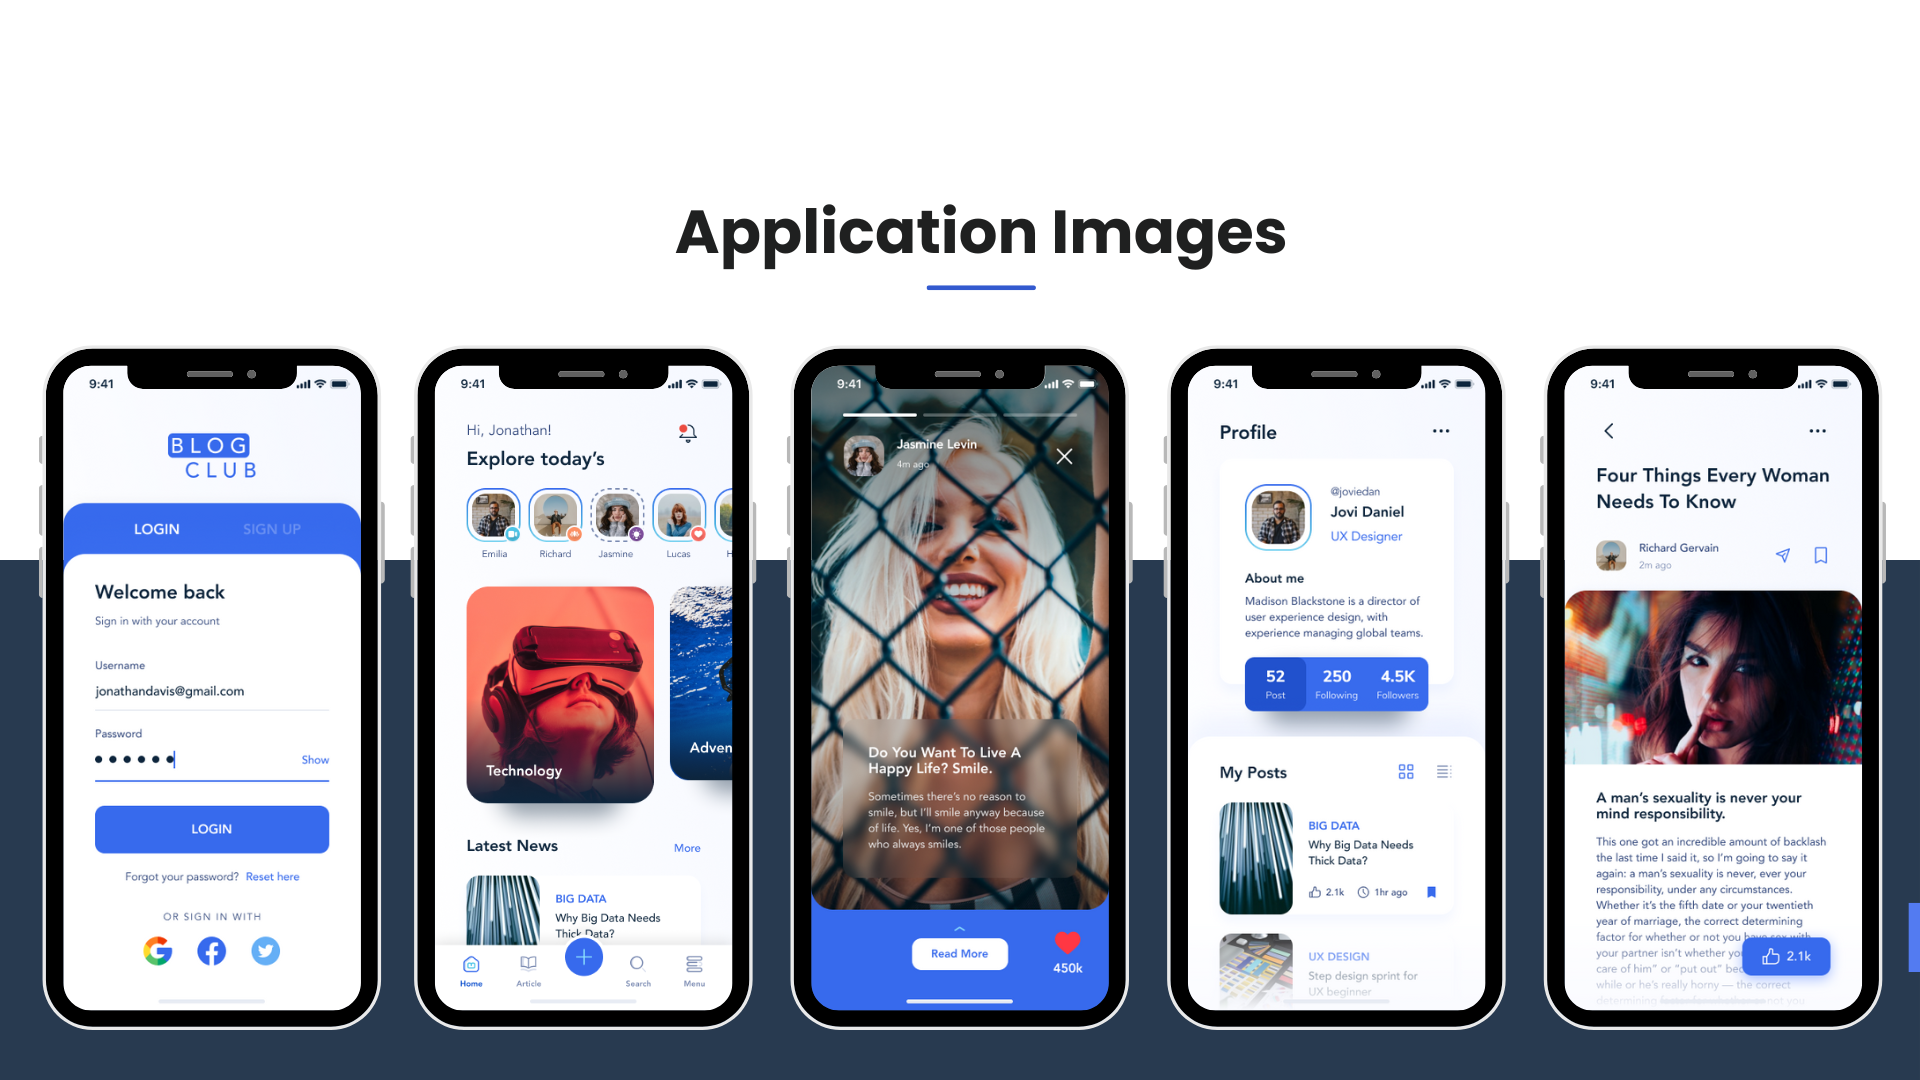 Application Images
9:41
BLOG
CLUB
LOGIN
SIGN UP
Welcome back
Sign in with your account
Username
jonathandavis@gmail.com
Password
Show
LOGIN
Forgot your password? Reset here
OR SIGN IN WITH
9:41
Hi, Jonathan!
Explore today's
Emilia
Richard
Jasmine
Lucas
H
Technology
Adven
Latest News
More
BIG DATA
Why Big Data Needs
Thick Data?
Home
Article
Search
Menu
9:41
Jasmine Levin
4m ago
Do You Want To Live A
Happy Life? Smile.
Sometimes there's no reason to
smile, but I'll smile anyway because
of life. Yes, I'm one of those people
who always smiles.
Read More
450k
9:41
Profile
@joviedan
Jovi Daniel
UX Designer
About me
Madison Blackstone is a director of
user experience design, with
experience managing global teams.
52
Post
250
Following
4.5K
Followers
My Posts
BIG DATA
Why Big Data Needs
Thick Data?
2.1k
1hr ago
UX DESIGN
Step design sprint for
UX beginner
9:41
Four Things Every Woman
Needs To Know
Richard Gervain
2m ago
A man's sexuality is never your
mind responsibility.
This one got an incredible amount of backlash
the last time I said it, so I'm going to say it
again: a man's sexuality is never, ever your
responsibility, under any circumstances.
Whether it's the fifth date or your twentieth
year of marriage, the correct determining
factor for whether or not you have sex with
your partner isn't whether you
care of him" or "put out" bec
while or he's really horny — the correct
determining factor for whether not you
2.1k